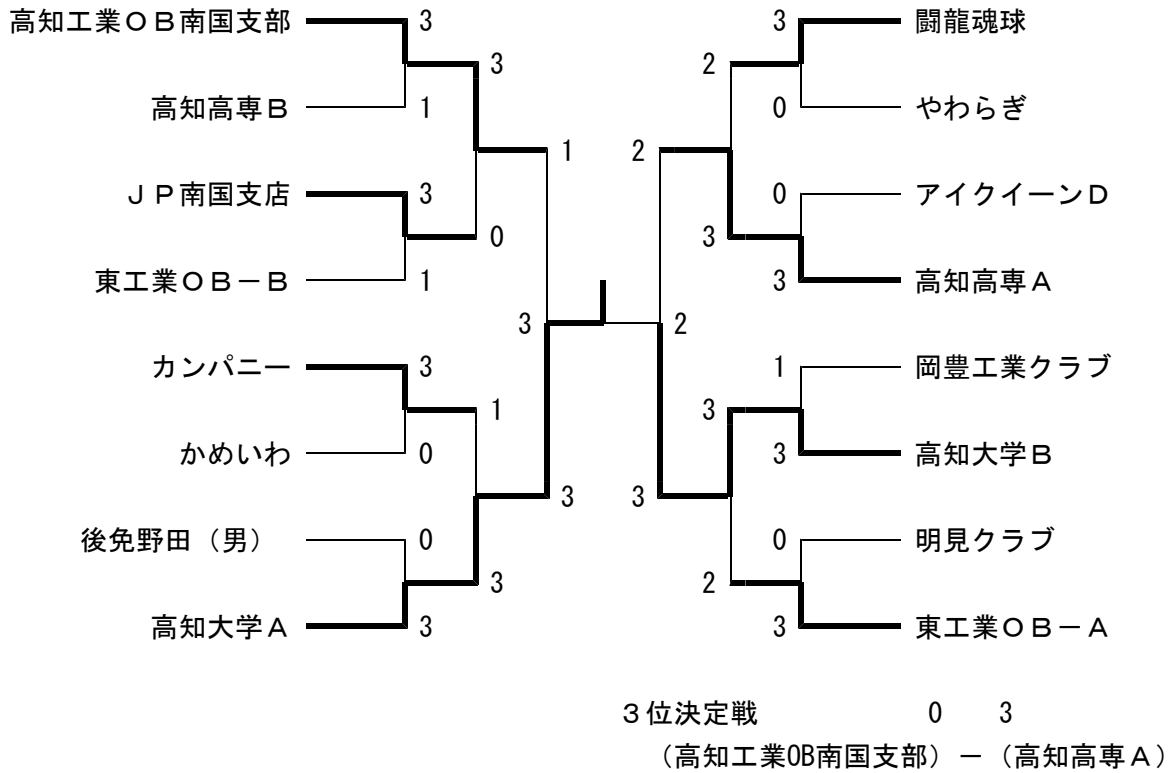 高知工業ＯＢ南国支部 3 3 闘龍魂球
3 2
高知高専Ｂ 1 0 やわらぎ
1 2
ＪＰ南国支店 3 0 アイクイーンＤ
0 3
東工業ＯＢ－Ｂ 1 3 高知高専Ａ
3 2
カンパニー 3 1 岡豊工業クラブ
1 3
かめいわ 0 3 高知大学Ｂ
3 3
後免野田（男） 0 0 明見クラブ
3 2
高知大学Ａ 3 3 東工業ＯＢ－Ａ
３位決定戦 0 3
（高知工業OB南国支部）－（高知高専Ａ）